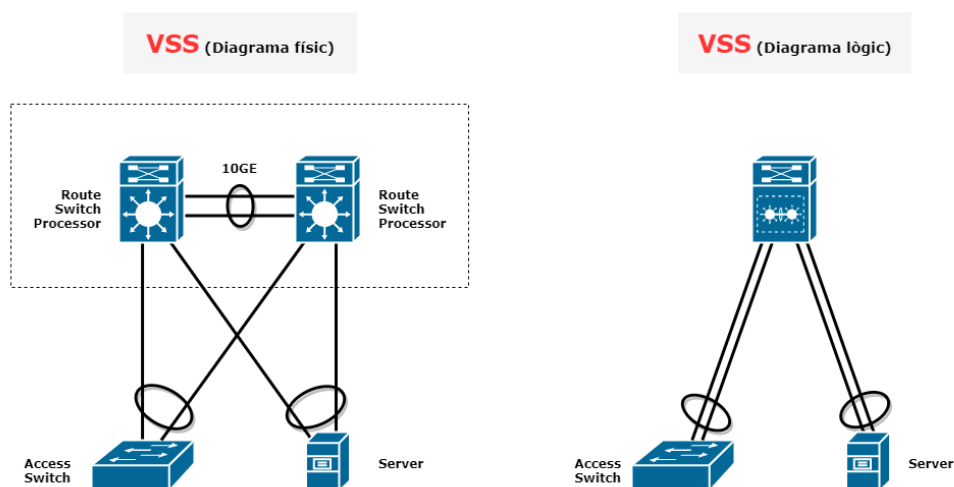 VSS (Diagrama físic)
VSS (Diagrama lògic)
10GE
Route
Switch
Processor
Route
Switch
Processor
Access
Switch
Server
Access
Switch
Server